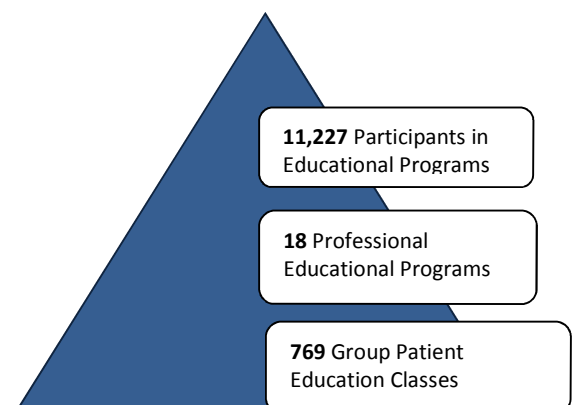 11,227 Participants in
Educational Programs
18 Professional
Educational Programs
769 Group Patient
Education Classes